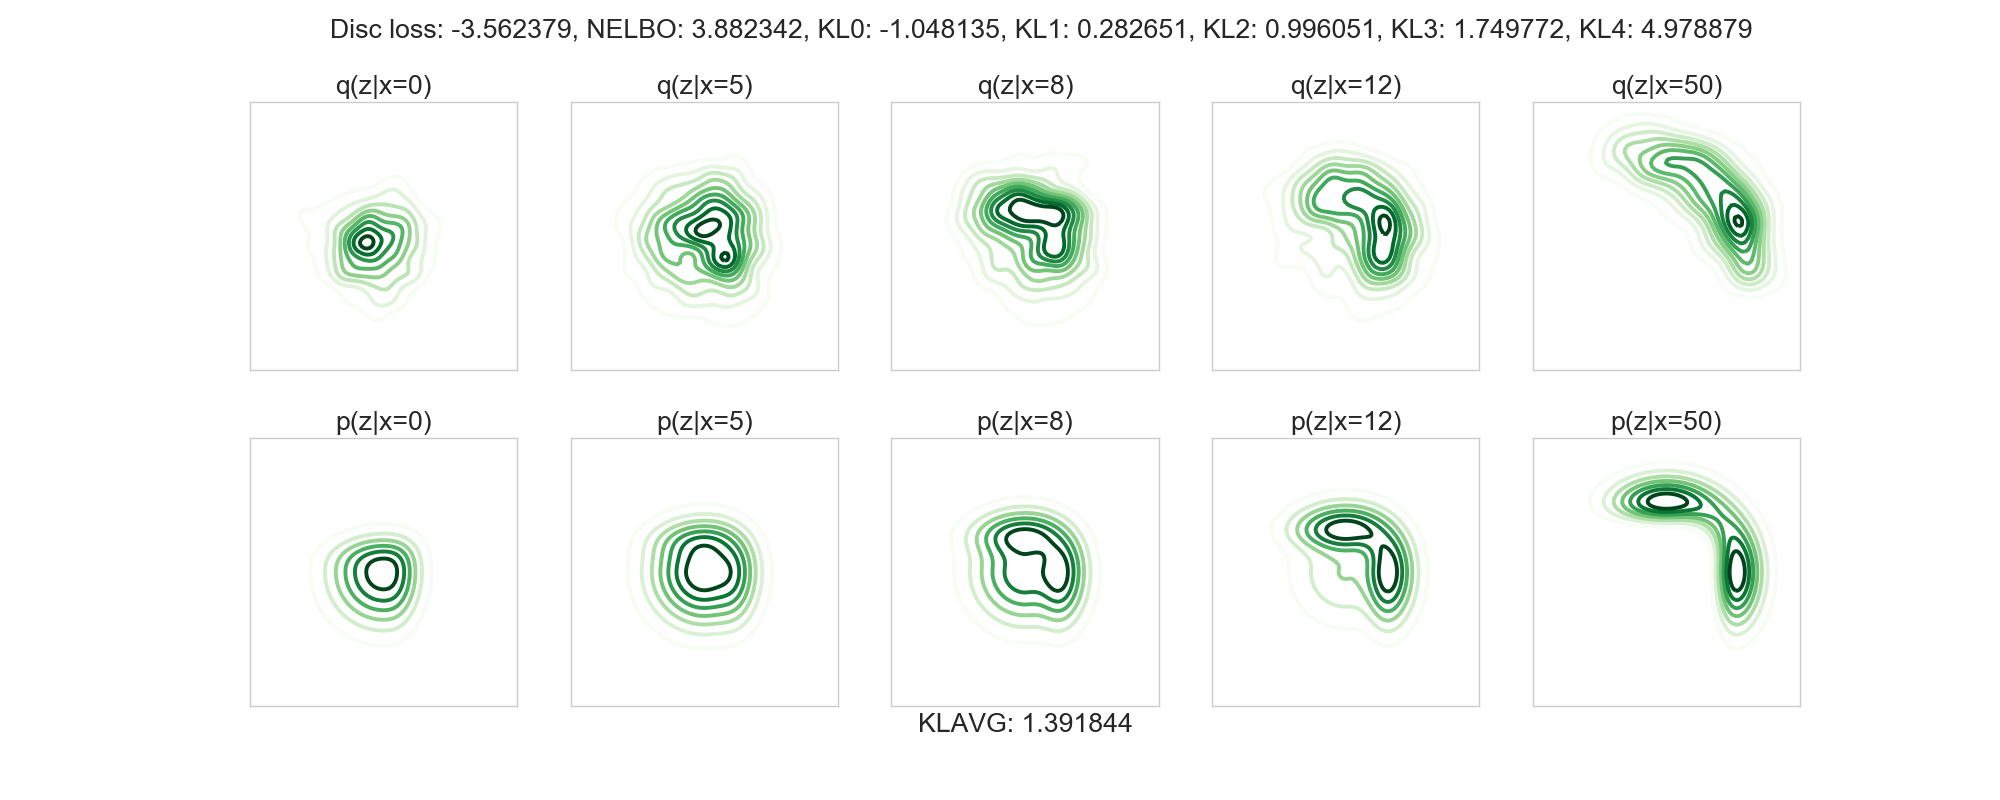 Disc loss: -3.562379, NELBO: 3.882342, KL0: -1.048135, KL1: 0.282651, KL2: 0.996051, KL3: 1.749772, KL4: 4.978879
q(z|x=0) q(z|x=5) q(z|x=8) q(z|x=12) q(z|x=50)
p(z|x=0) p(z|x=5) p(z|x=8) p(z|x=12) p(z|x=50)
KLAVG: 1.391844